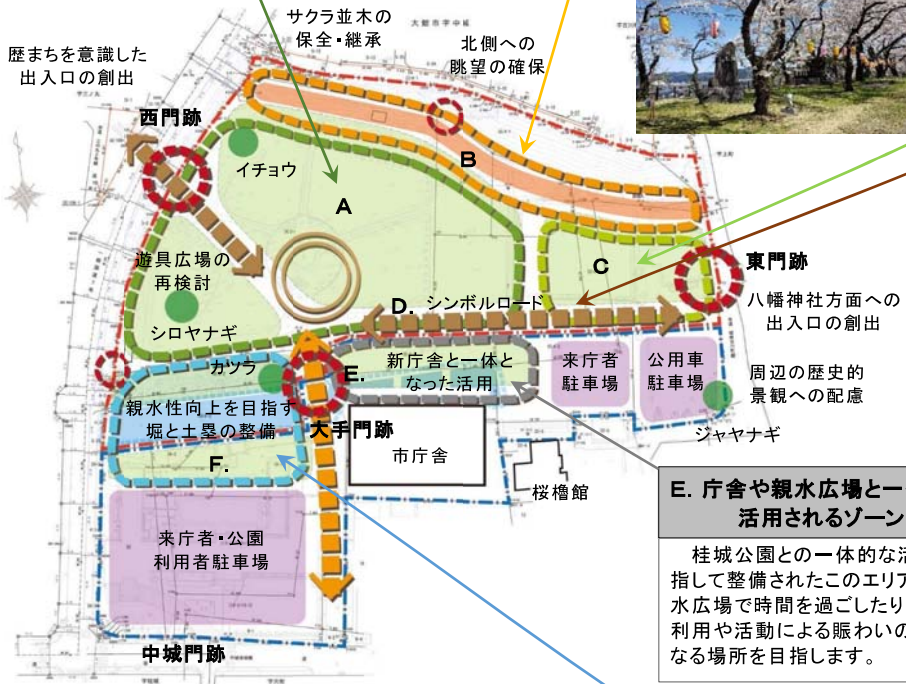 サクラ並木の
保全・継承
大館市字中城
北側への
眺望の確保
歴まちを意識した
出入口の創出
西門跡
イチョウ
B
A
C
東門跡
遊具広場の
再検討
D. シンボルロード
八幡神社方面への
出入口の創出
シロヤナギ
カツラ
E.
新庁舎と一体と
なった活用
来庁者
駐車場
公用車
駐車場
周辺の歴史的
景観への配慮
親水性向上を目指す
堀と土塁の整備
大手門跡
ジャヤナギ
F.
市庁舎
桜櫓館
来庁者・公園
利用者駐車場
中城門跡
E. 庁舎や親水広場と一
活用されるゾーン
桂城公園との一体的な活
指して整備されたこのエリア
水広場で時間を過ごしたり
利用や活動による賑わいの
なる場所を目指します。